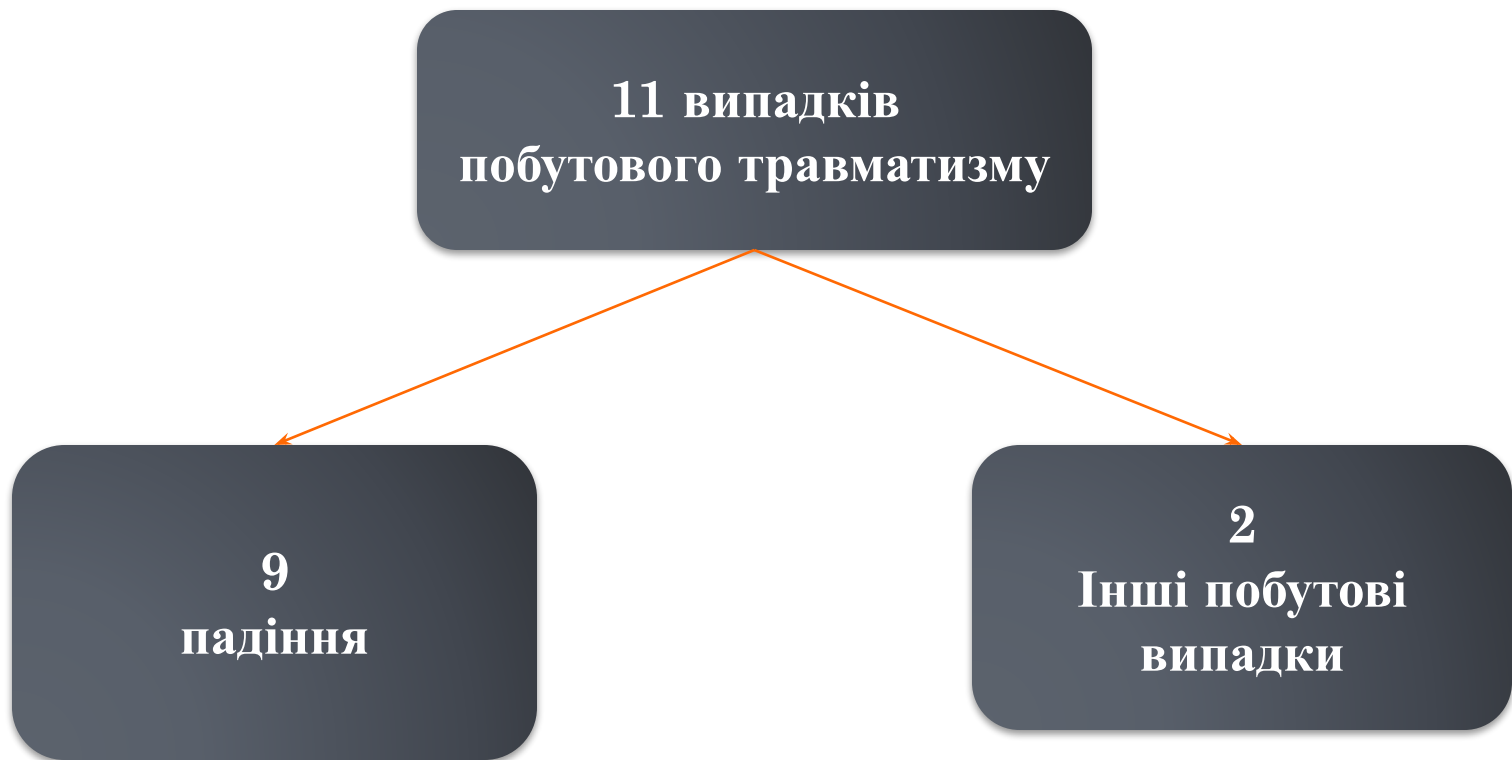 11 випадків
побутового травматизму
9
падіння
2
Інші побутові
випадки